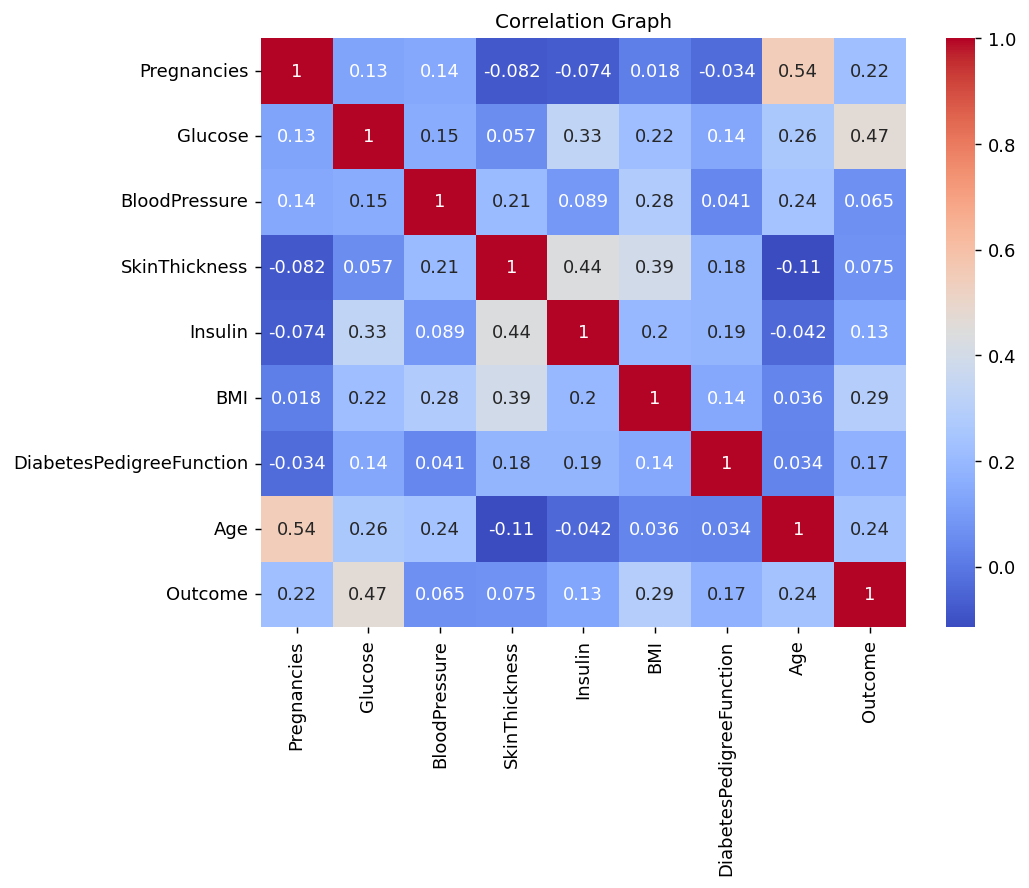 Correlation Graph
Pregnancies 1 0.13 0.14 -0.082 -0.074 0.018 -0.034 0.54 0.22
Glucose 0.13 1 0.15 0.057 0.33 0.22 0.14 0.26 0.47
BloodPressure 0.14 0.15 1 0.21 0.089 0.28 0.041 0.24 0.065
SkinThickness -0.082 0.057 0.21 1 0.44 0.39 0.18 -0.11 0.075
Insulin -0.074 0.33 0.089 0.44 1 0.2 0.19 -0.042 0.13
BMI 0.018 0.22 0.28 0.39 0.2 1 0.14 0.036 0.29
DiabetesPedigreeFunction -0.034 0.14 0.041 0.18 0.19 0.14 1 0.034 0.17
Age 0.54 0.26 0.24 -0.11 -0.042 0.036 0.034 1 0.24
Outcome 0.22 0.47 0.065 0.075 0.13 0.29 0.17 0.24 1
Pregnancies
Glucose
BloodPressure
SkinThickness
Insulin
BMI
DiabetesPedigreeFunction
Age
Outcome
1.0
0.8
0.6
0.4
0.2
0.0